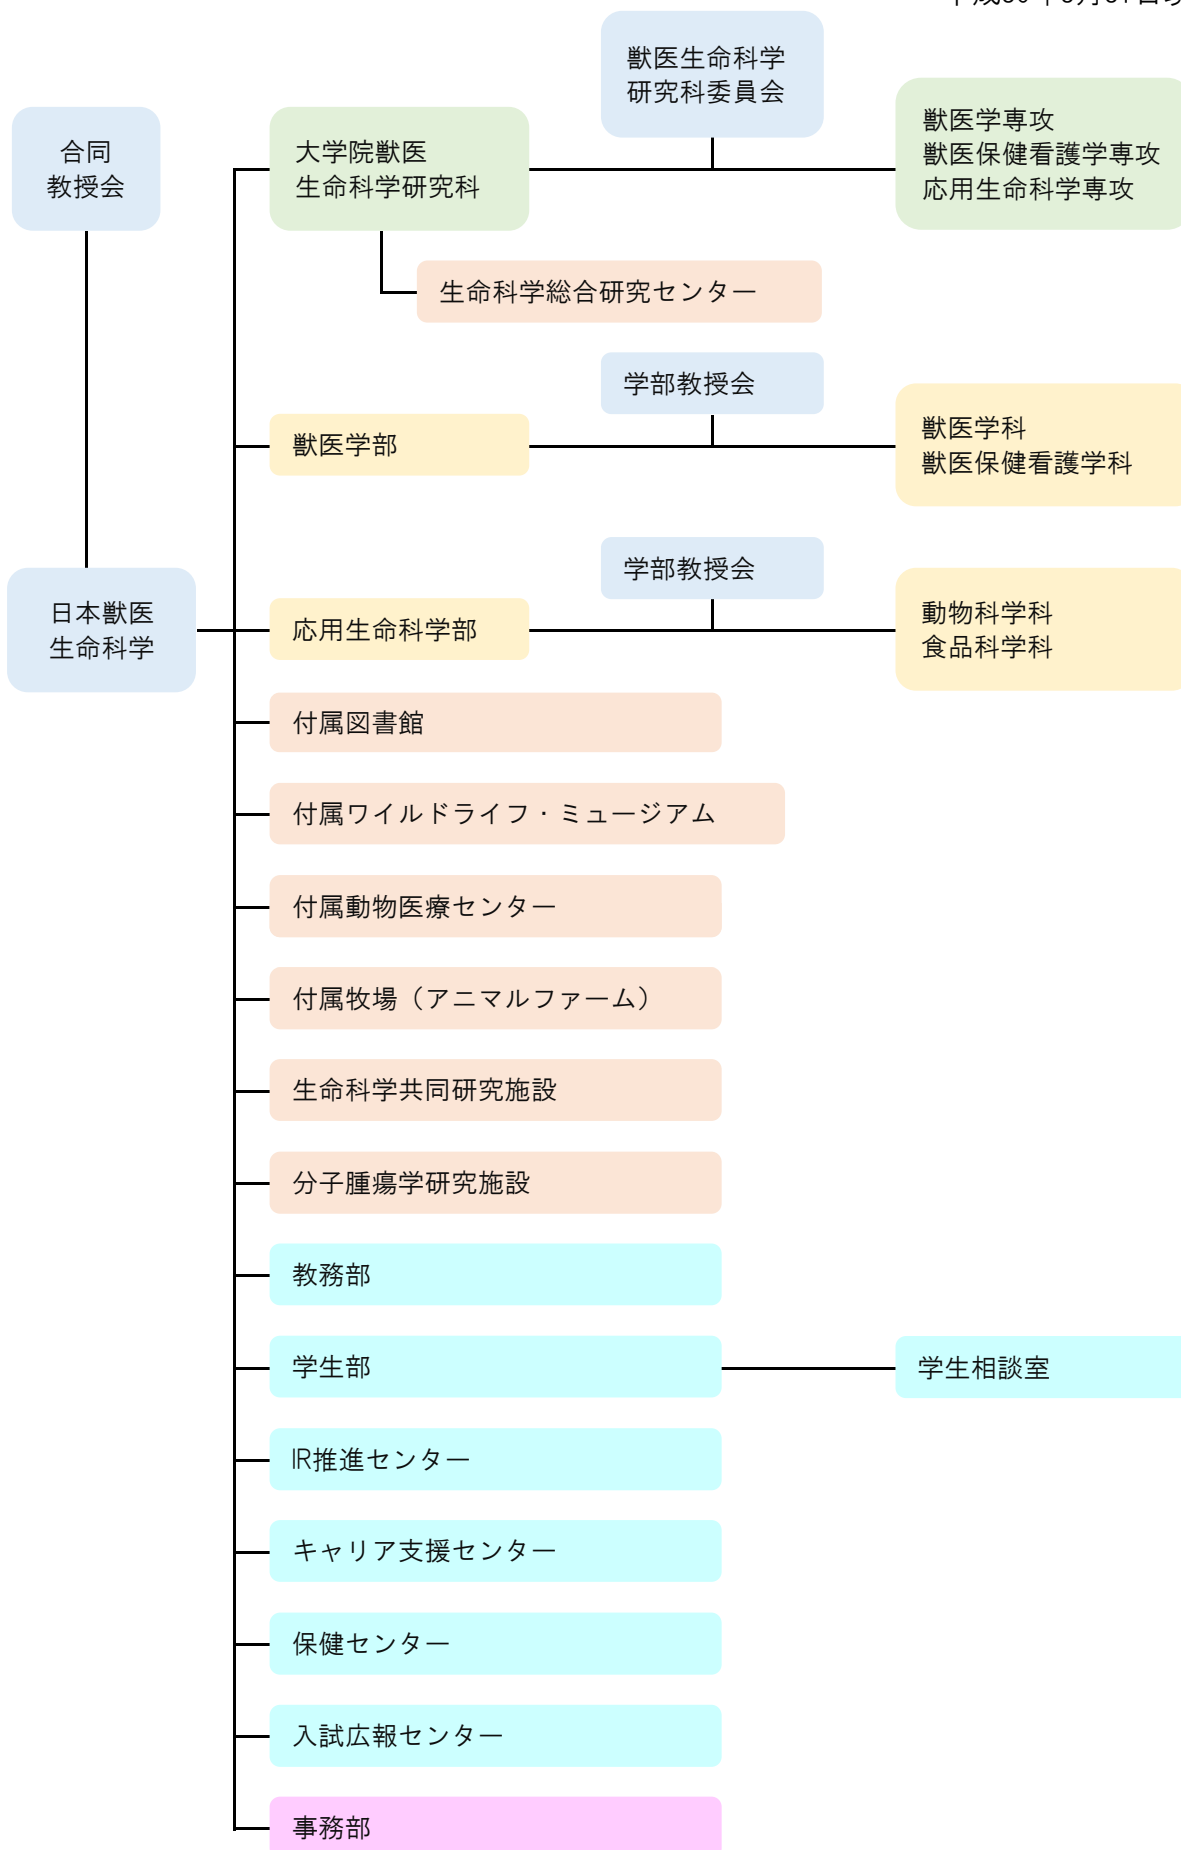 獣医生命科学
研究科委員会
合同
教授会
大学院獣医
生命科学研究科
獣医学専攻
獣医保健看護学専攻
応用生命科学専攻
生命科学総合研究センター
学部教授会
獣医学部
獣医学科
獣医保健看護学科
学部教授会
日本獣医
生命科学
応用生命科学部
動物科学科
食品科学科
付属図書館
付属ワイルドライフ・ミュージアム
付属動物医療センター
付属牧場（アニマルファーム）
生命科学共同研究施設
分子腫瘍学研究施設
教務部
学生部
学生相談室
IR推進センター
キャリア支援センター
保健センター
入試広報センター
事務部